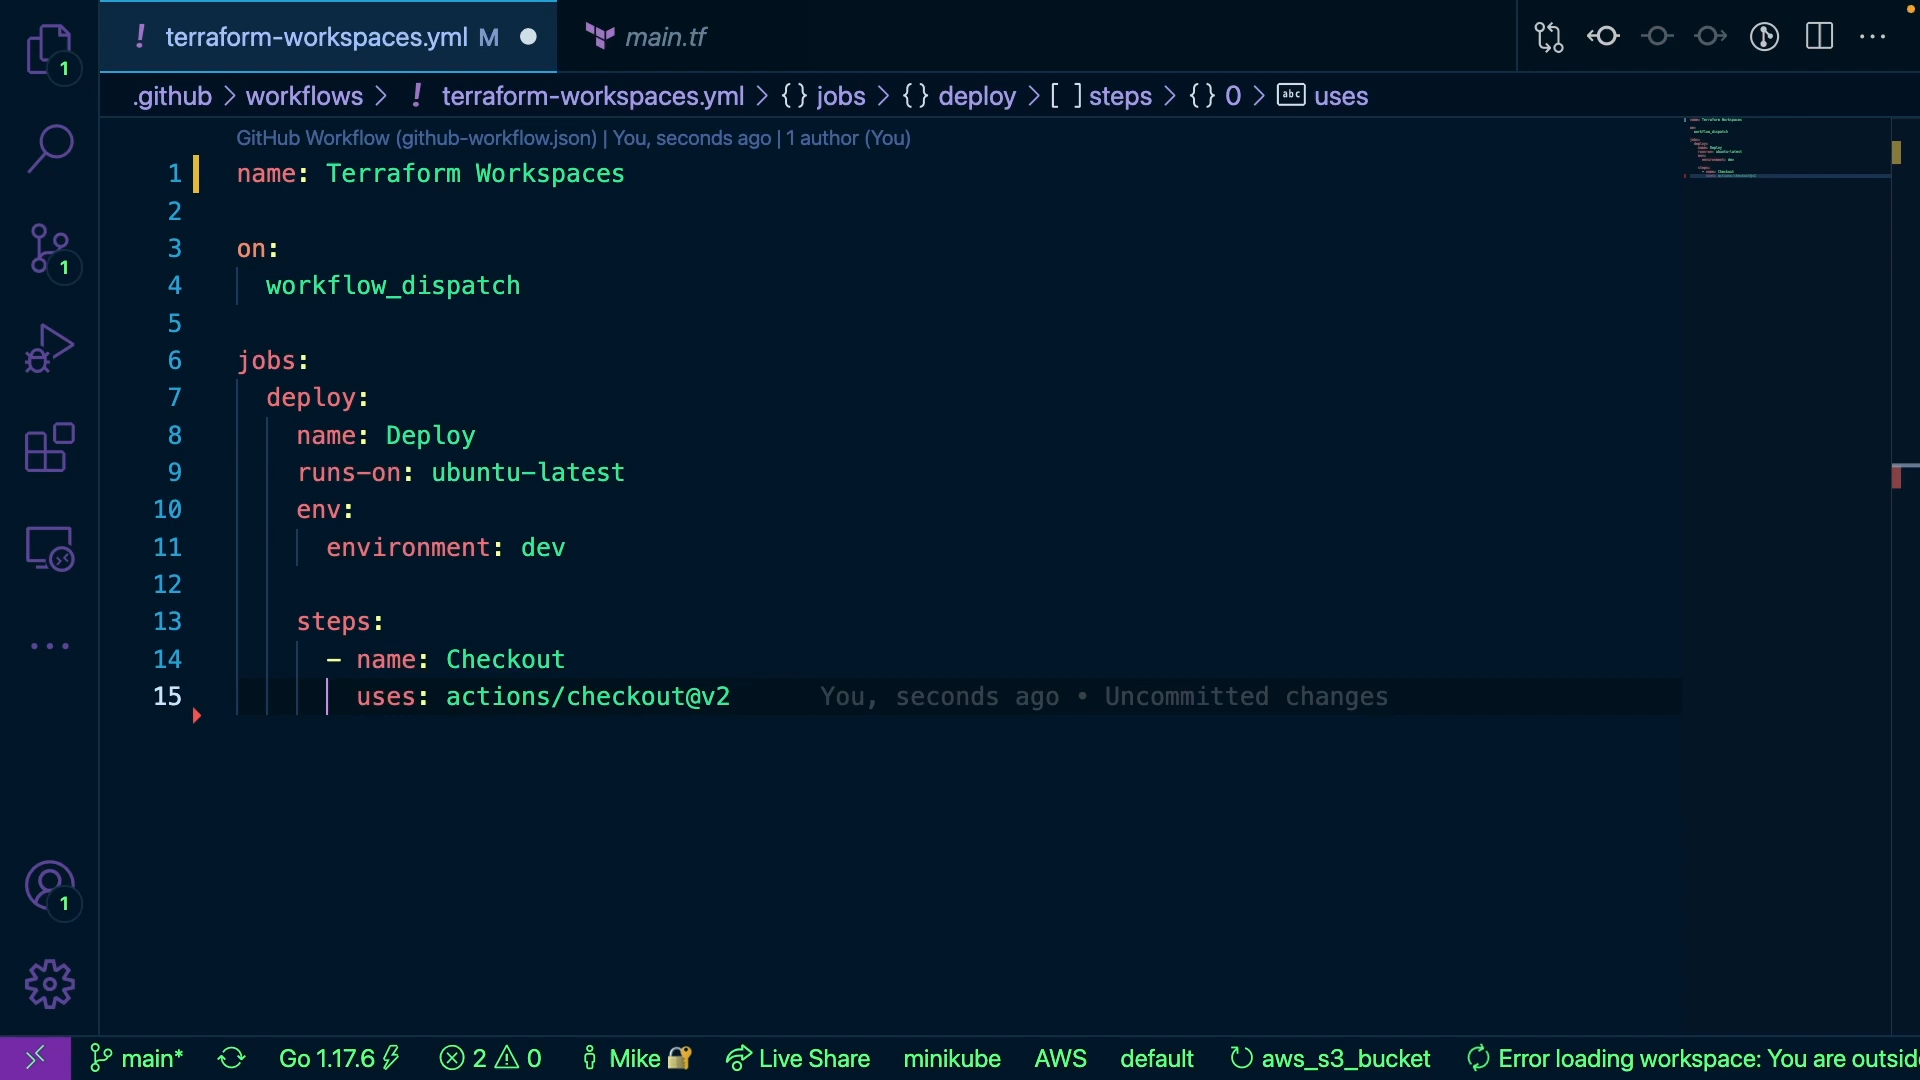 terraform-workspaces.yml M
main.tf
.github > workflows > ! terraform-workspaces.yml > {} jobs > {} deploy > [ ] steps > {} 0 > abc uses
GitHub Workflow (github-workflow.json) | You, seconds ago | 1 author (You)
1 name: Terraform Workspaces
2
3 on:
4 workflow_dispatch
5
6 jobs:
7 deploy:
8 name: Deploy
9 runs-on: ubuntu-latest
10 env:
11 environment: dev
12
13 steps:
14 - name: Checkout
15 uses: actions/checkout@v2 You, seconds ago • Uncommitted changes
1
1
1
main* Go 1.17.6 2 0 Mike 🔐 Live Share minikube AWS default aws_s3_bucket Error loading workspace: You are outsid